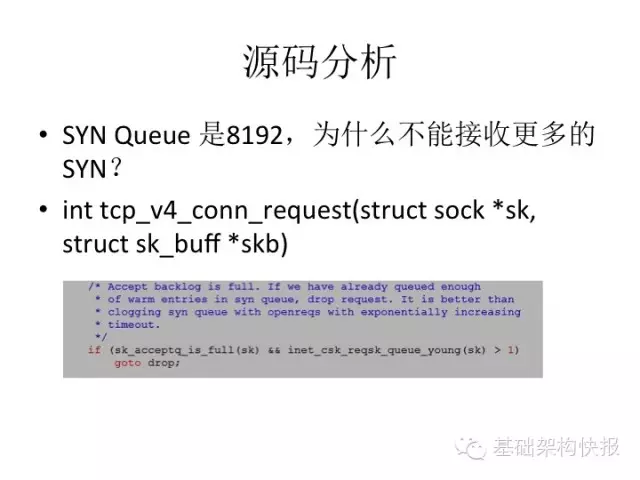 源码分析
• SYN Queue 是8192，为什么不能接收更多的
SYN？
• int tcp_v4_conn_request(struct sock *sk,
struct sk_buff *skb)
/* Accept backlog is full. If we have already queued enough
* of warm entries in syn queue, drop request. It is better than
* clogging syn queue with openreqs with exponentially increasing
* timeout.
*/
if (sk_acceptq_is_full(sk) && inet_csk_reqsk_queue_young(sk) > 1)
goto drop;
基础架构快报